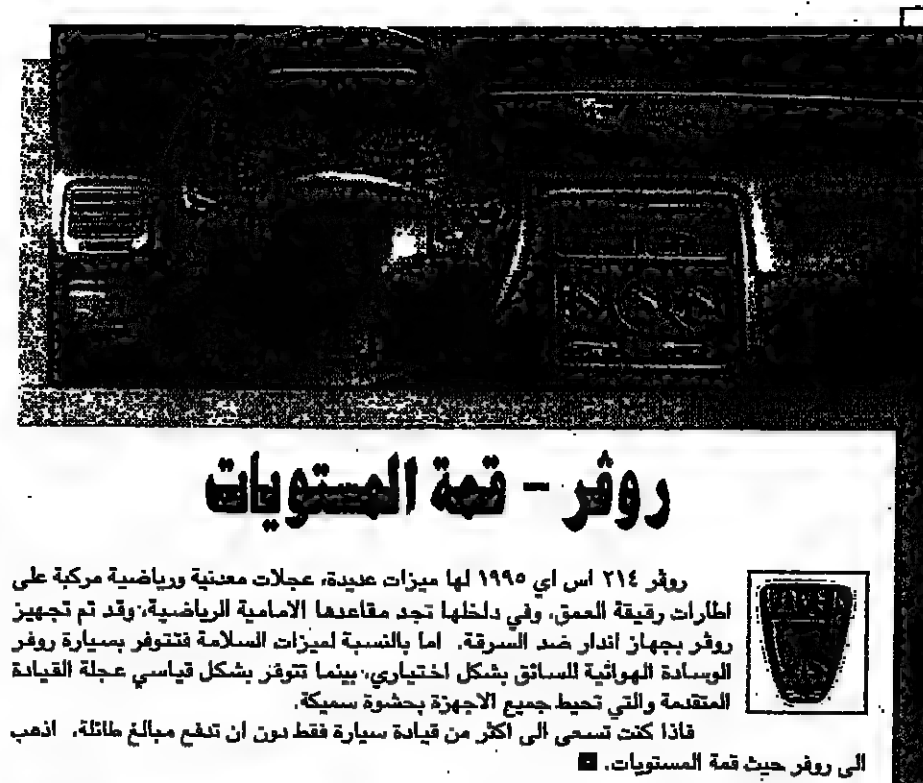 روڤر – قمة المستويات
روڤر ٢١٤ اس اي ١٩٩٥ لها ميزات عديدة، عجلات معدنية ورياضية مركبة على
اطارات رقيقة العمق، وفي داخلها تجد مقاعدها الامامية الرياضية، وقد تم تجهيز
روڤر بجهاز انذار ضد السرقة. اما بالنسبة لميزات السلامة فتتوفر بسيارة روفر
الوسادة الهوائية للسائق بشكل اختياري، بينما تتوفر بشكل قياسي عجلة القيادة
المتقدمة والتي تحيط جميع الاجهزة بحشوة سميكة.
فاذا كنت تسعى الى اكثر من قيادة سيارة فقط دون ان تدفع مبالغ طائلة، اذهب
الى روفر حيث قمة المستويات.